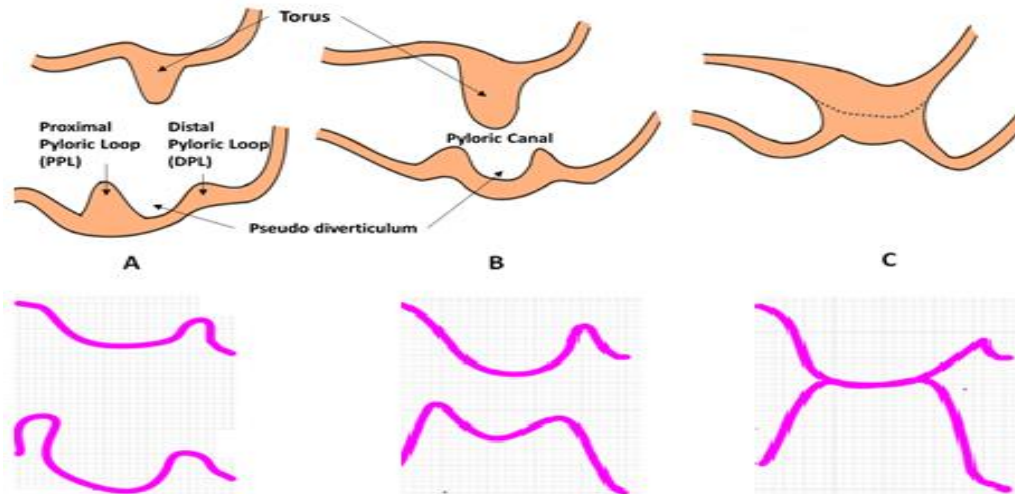 Torus
Proximal
Pyloric Loop
(PPL)
Distal
Pyloric Loop
(DPL)
Pyloric Canal
Pseudo diverticulum
A
B
C